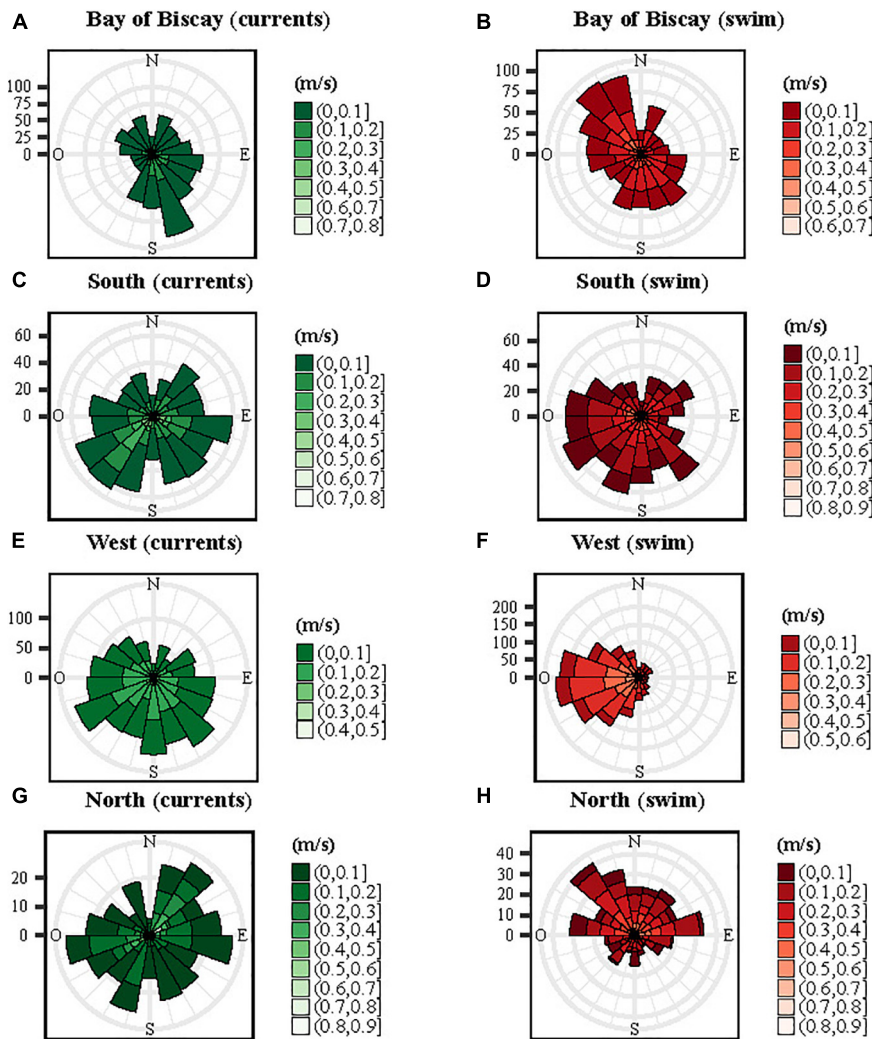 A Bay of Biscay (currents)
N
100
75
50
25
0
O
E
S
(m/s)
(0,0.1]
(0.1,0.2]
(0.2,0.3]
(0.3,0.4]
(0.4,0.5]
(0.6,0.7]
(0.7,0.8]
B Bay of Biscay (swim)
N
100
75
50
25
0
O
E
S
(m/s)
(0,0.1]
(0.1,0.2]
(0.2,0.3]
(0.3,0.4]
(0.4,0.5]
(0.5,0.6]
(0.6,0.7]
C South (currents)
N
60
40
20
0
O
E
S
(m/s)
(0,0.1]
(0.1,0.2]
(0.2,0.3]
(0.3,0.4]
(0.4,0.5]
(0.5,0.6]
(0.6,0.7]
(0.7,0.8]
D South (swim)
N
60
40
20
0
O
E
S
(m/s)
(0,0.1]
(0.1,0.2]
(0.2,0.3]
(0.3,0.4]
(0.4,0.5]
(0.5,0.6]
(0.6,0.7]
(0.7,0.8]
(0.8,0.9]
E West (currents)
N
100
50
0
O
E
S
(m/s)
(0,0.1]
(0.1,0.2]
(0.2,0.3]
(0.3,0.4]
(0.4,0.5]
F West (swim)
N
200
150
100
50
0
O
E
S
(m/s)
(0,0.1]
(0.1,0.2]
(0.2,0.3]
(0.3,0.4]
(0.4,0.5]
(0.5,0.6]
G North (currents)
N
20
10
0
O
E
S
(m/s)
(0,0.1]
(0.1,0.2]
(0.2,0.3]
(0.3,0.4]
(0.4,0.5]
(0.5,0.6]
(0.6,0.7]
(0.7,0.8]
(0.8,0.9]
H North (swim)
N
40
30
20
10
0
O
E
S
(m/s)
(0,0.1]
(0.1,0.2]
(0.2,0.3]
(0.3,0.4]
(0.4,0.5]
(0.5,0.6]
(0.6,0.7]
(0.7,0.8]
(0.8,0.9]